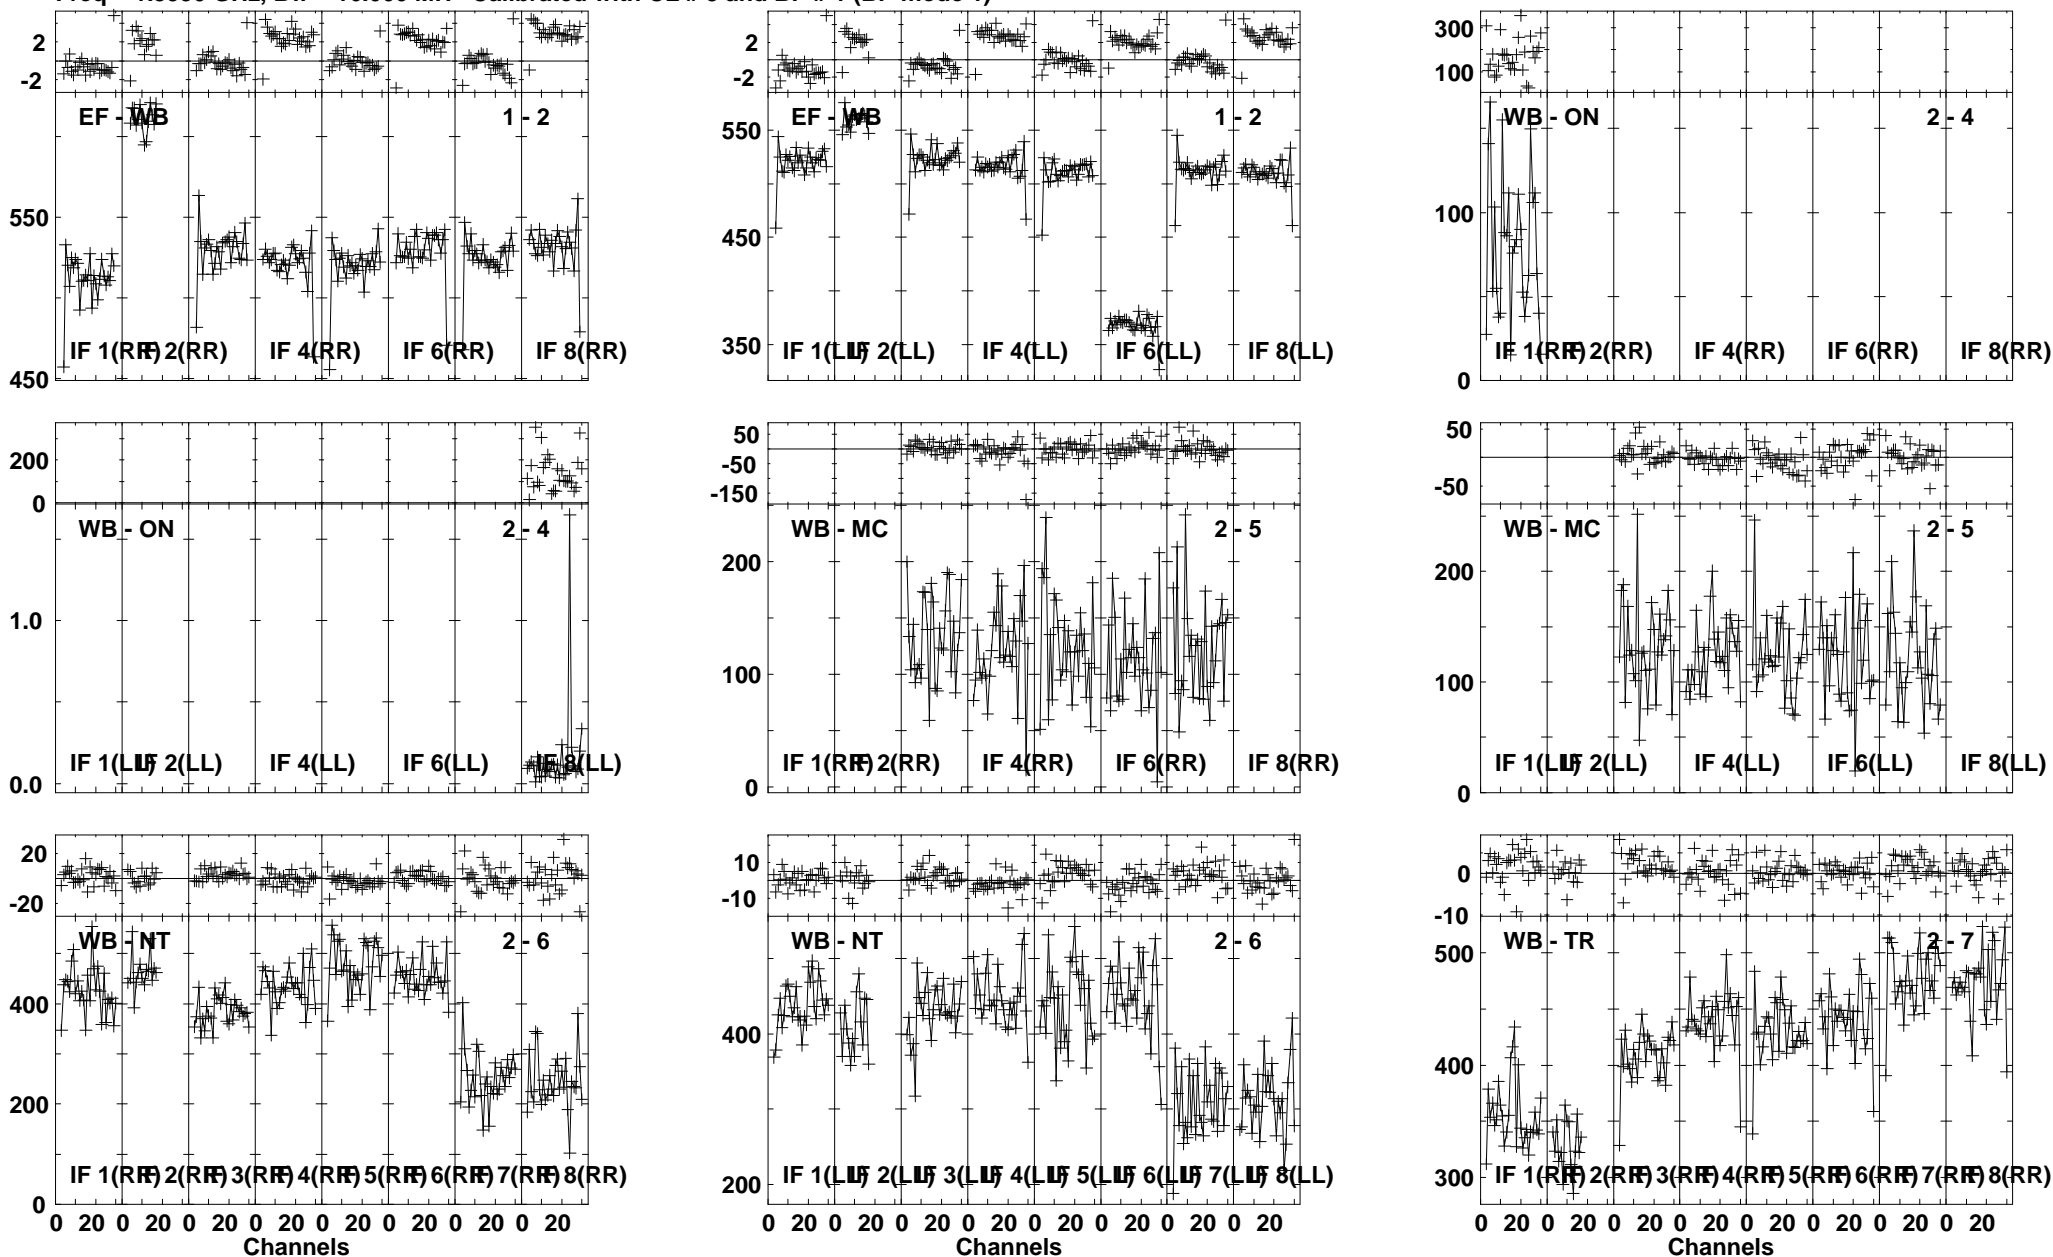 2
-2
EF - WB
1 - 2
550
450
IF 1(RR) IF 2(RR) IF 4(RR) IF 6(RR) IF 8(RR)
2
-2
EF - WB
1 - 2
550
450
350
IF 1(LL) IF 2(LL) IF 4(LL) IF 6(LL) IF 8(LL)
300
100
WB - ON
2 - 4
100
0
IF 1(RR) IF 2(RR) IF 4(RR) IF 6(RR) IF 8(RR)
200
0
WB - ON
2 - 4
1.0
0.0
IF 1(LL) IF 2(LL) IF 4(LL) IF 6(LL) IF 8(LL)
50
-50
-150
WB - MC
2 - 5
200
100
0
IF 1(RR) IF 2(RR) IF 4(RR) IF 6(RR) IF 8(RR)
50
-50
WB - MC
2 - 5
200
100
0
IF 1(LL) IF 2(LL) IF 4(LL) IF 6(LL) IF 8(LL)
20
-20
WB - NT
2 - 6
400
200
0
IF 1(RR) IF 2(RR) IF 3(RR) IF 4(RR) IF 5(RR) IF 6(RR) IF 7(RR) IF 8(RR)
0 20 0 0 20 0 20 0 20 0 20 0 20 0 20
Channels
10
-10
WB - NT
2 - 6
400
200
IF 1(LL) IF 2(LL) IF 3(LL) IF 4(LL) IF 5(LL) IF 6(LL) IF 7(LL) IF 8(LL)
0 20 0 0 20 0 20 0 20 0 20 0 20 0 20
Channels
0
-10
WB - TR
2 - 7
500
400
300
IF 1(RR) IF 2(RR) IF 3(RR) IF 4(RR) IF 5(RR) IF 6(RR) IF 7(RR) IF 8(RR)
0 20 0 0 20 0 20 0 20 0 20 0 20 0 20
Channels